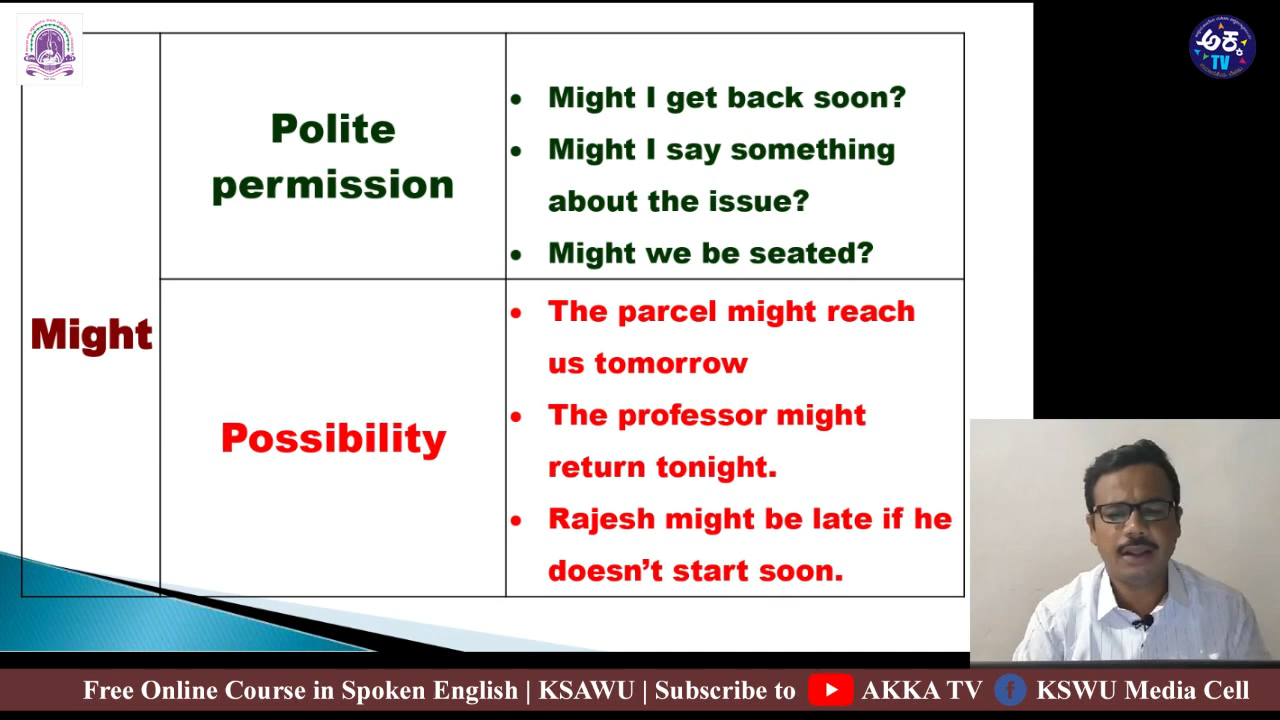 ಅಕ್ಕ
TV
Polite
permission
Might I get back soon?
Might I say something
about the issue?
Might we be seated?
Might
Possibility
The parcel might reach
us tomorrow
The professor might
return tonight.
Rajesh might be late if he
doesn’t start soon.
Free Online Course in Spoken English | KSAWU | Subscribe to AKKA TV KSWU Media Cell